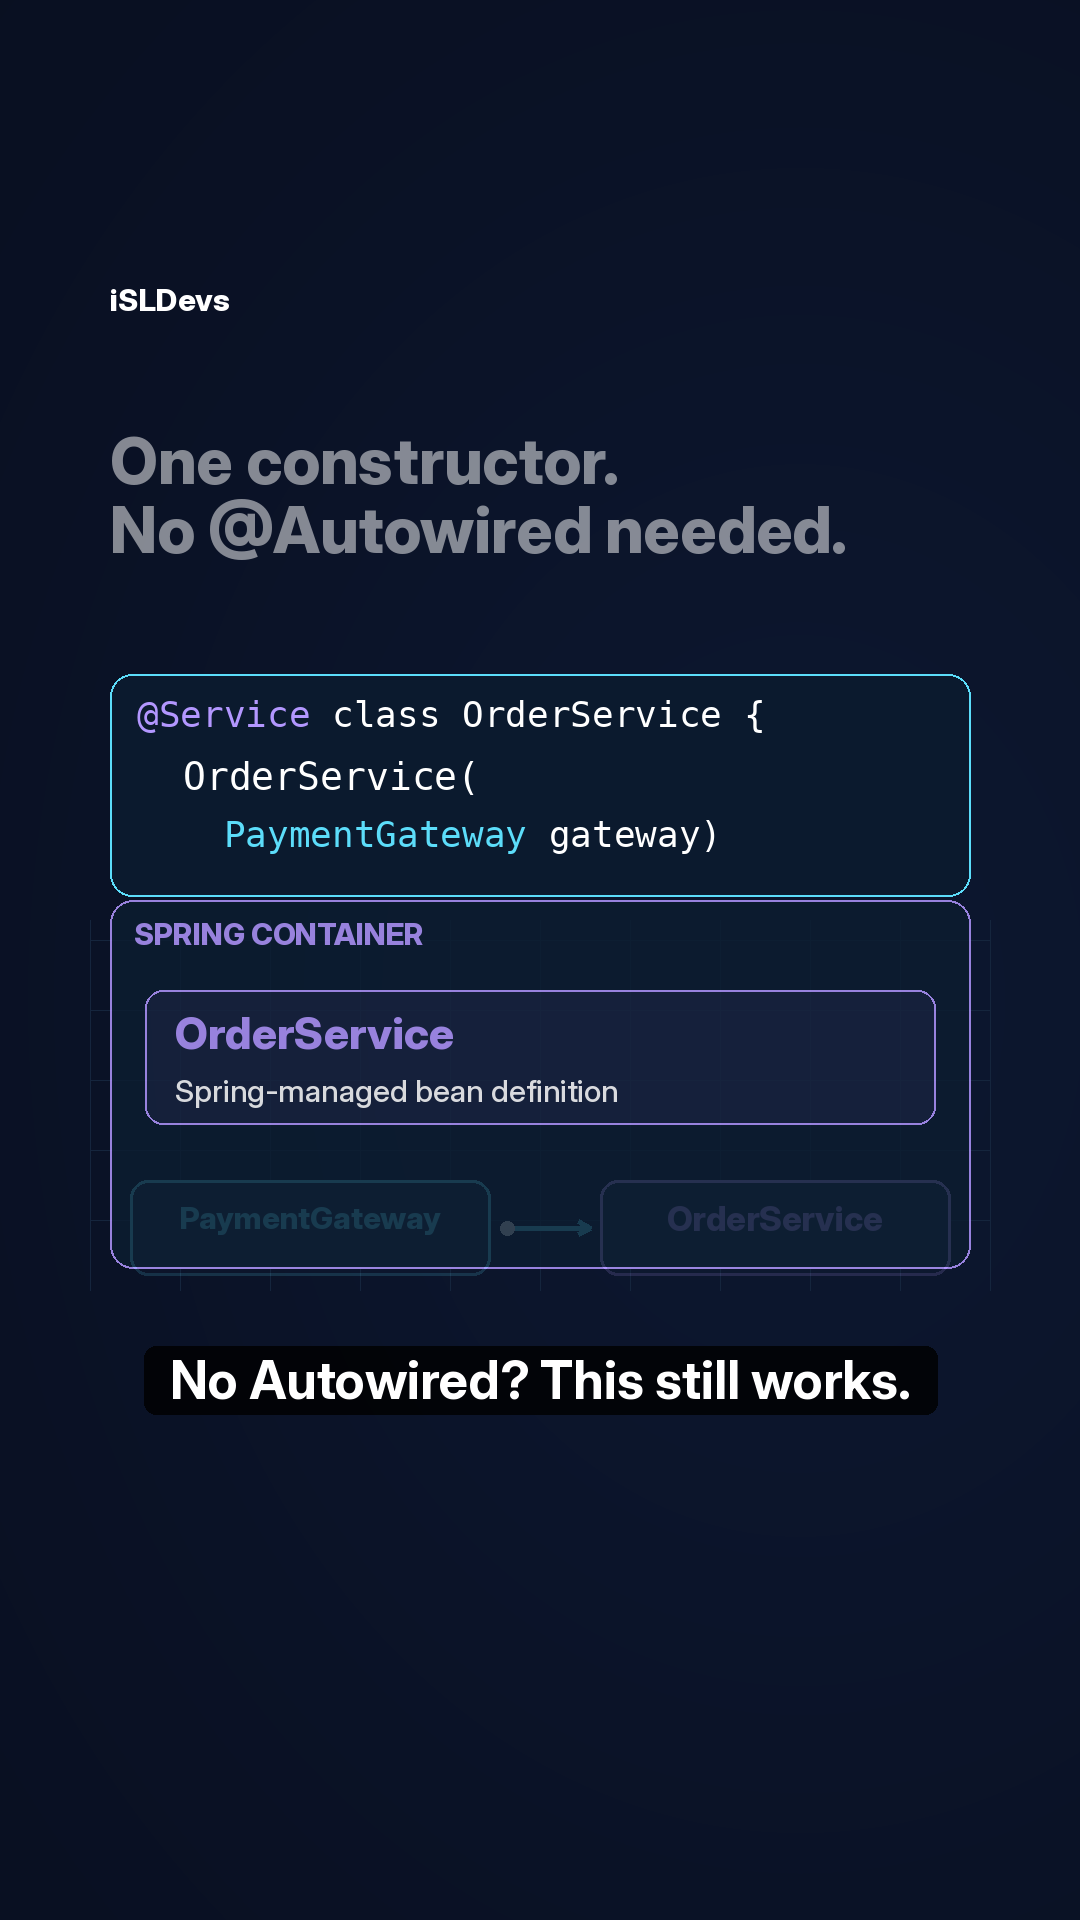 iSLDevs
One constructor.
No @Autowired needed.
@Service class OrderService {
OrderService(
PaymentGateway gateway)
SPRING CONTAINER
OrderService
Spring-managed bean definition
PaymentGateway
OrderService
No Autowired? This still works.